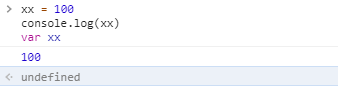 > xx = 100
console.log(xx)
var xx
100
<· undefined